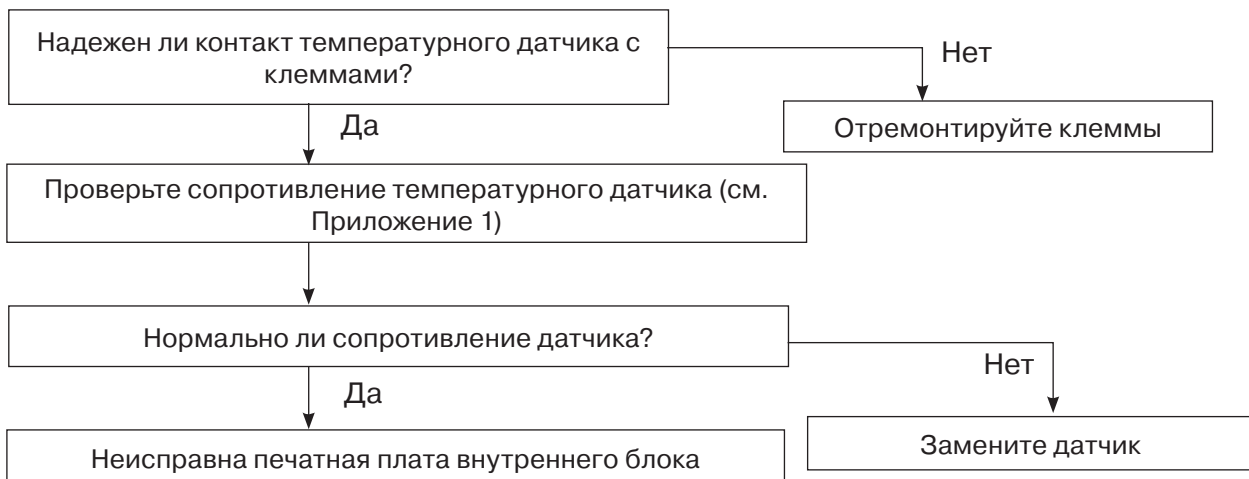 Надежен ли контакт температурного датчика с
клеммами?
Нет
Отремонтируйте клеммы
Да
Проверьте сопротивление температурного датчика (см.
Приложение 1)
Нормально ли сопротивление датчика?
Нет
Да
Замените датчик
Неисправна печатная плата внутреннего блока